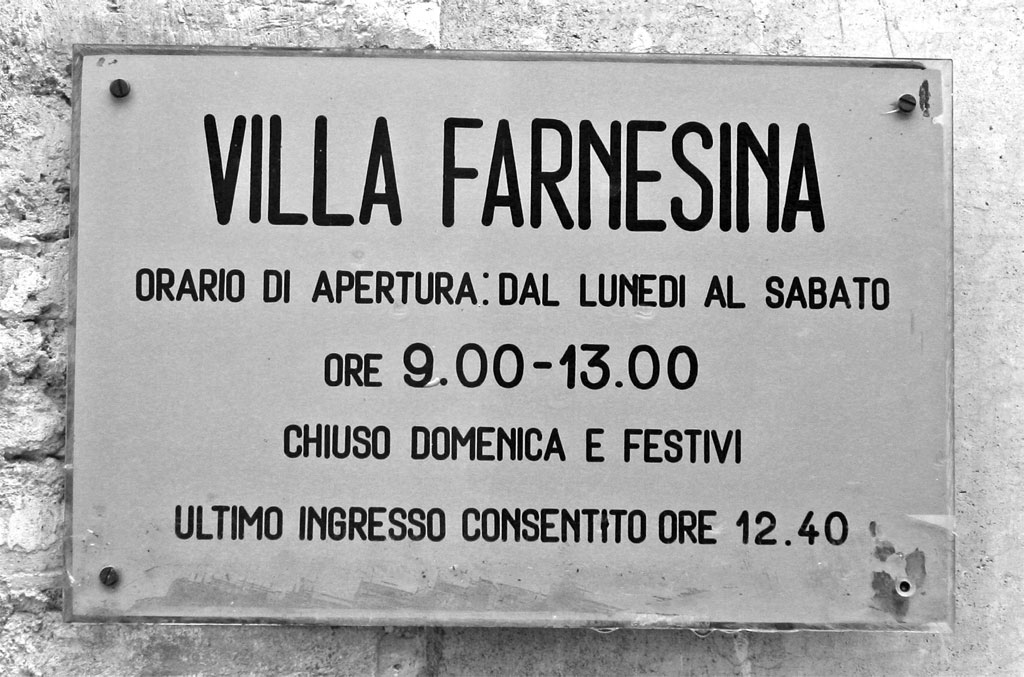 VILLA FARNESINA
ORARIO DI APERTURA: DAL LUNEDI AL SABATO
ORE 9.00-13.00
CHIUSO DOMENICA E FESTIVI
ULTIMO INGRESSO CONSENTITO ORE 12.40